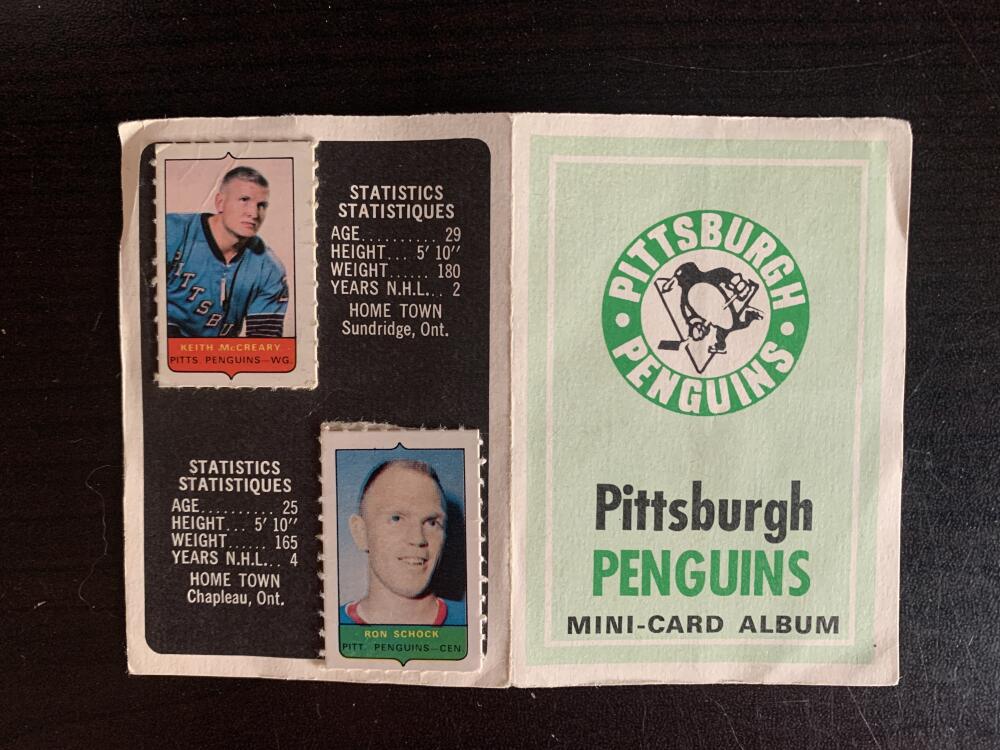 STATISTICS
STATISTIQUES
AGE.......... 29
HEIGHT... 5' 10"
WEIGHT...... 180
YEARS N.H.L... 2
HOME TOWN
Sundridge, Ont.
ITTSBU
KEITH McCREARY
PITTS PENGUINS—WG.
STATISTICS
STATISTIQUES
AGE.......... 25
HEIGHT... 5' 10"
WEIGHT...... 165
YEARS N.H.L... 4
HOME TOWN
Chapleau, Ont.
RON SCHOCK
PITT. PENGUINS—CEN
PITTSBURGH
• PENGUINS •
Pittsburgh
PENGUINS
MINI-CARD ALBUM